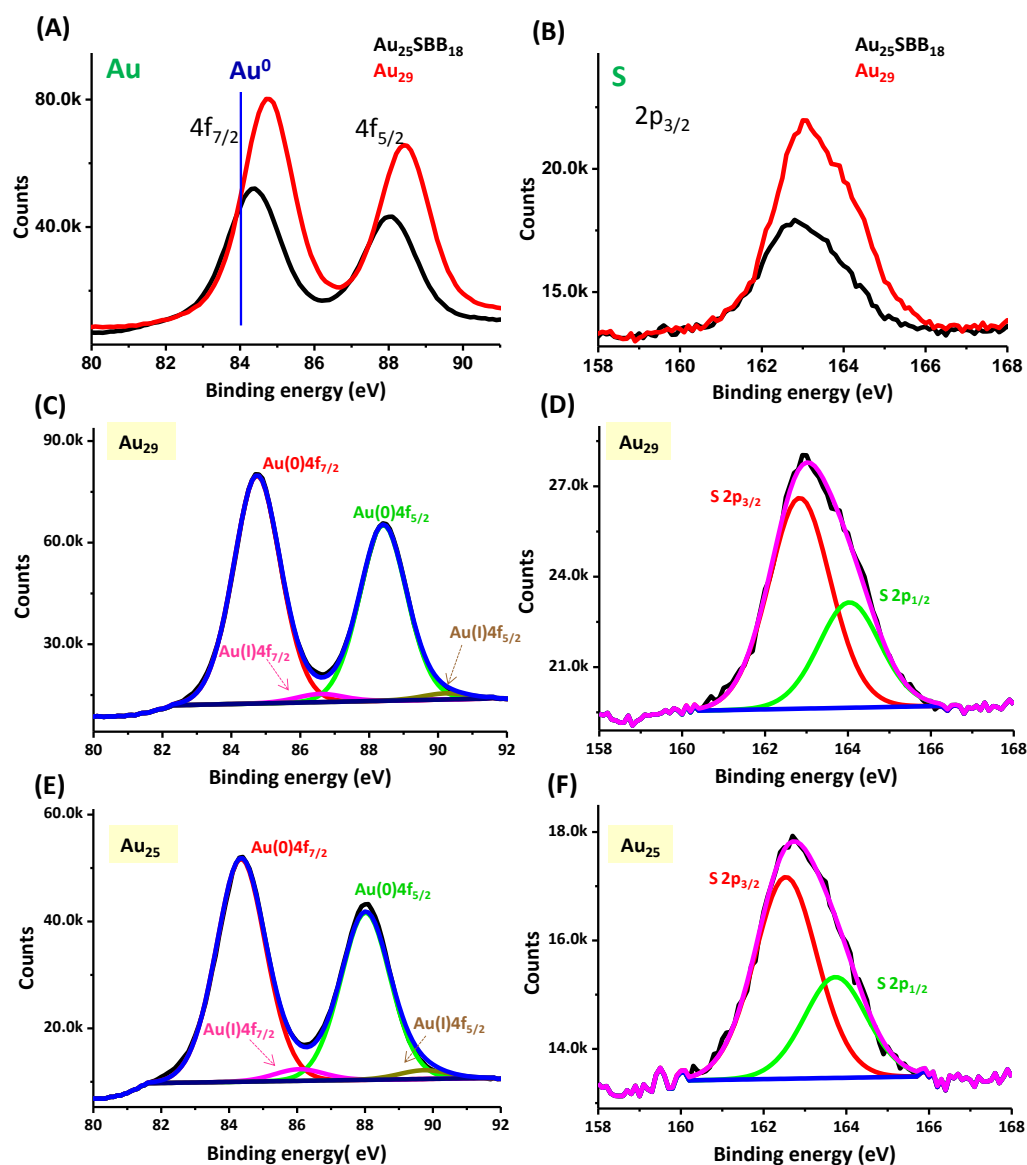 (A)
Au
Au⁰
Au₂₅SBB₁₈
Au₂₉
4f₇/₂
4f₅/₂
80.0k
40.0k
Counts
80 82 84 86 88 90
Binding energy (eV)
(B)
S
2p₃/₂
Au₂₅SBB₁₈
Au₂₉
20.0k
15.0k
Counts
158 160 162 164 166 168
Binding energy (eV)
(C)
Au₂₉
Au(0)4f₇/₂
Au(0)4f₅/₂
Au(I)4f₇/₂
Au(I)4f₅/₂
90.0k
60.0k
30.0k
Counts
80 82 84 86 88 90 92
Binding energy (eV)
(D)
Au₂₉
S 2p₃/₂
S 2p₁/₂
27.0k
24.0k
21.0k
Counts
158 160 162 164 166 168
Binding energy (eV)
(E)
Au₂₅
Au(0)4f₇/₂
Au(0)4f₅/₂
Au(I)4f₇/₂
Au(I)4f₅/₂
60.0k
40.0k
20.0k
Counts
80 82 84 86 88 90 92
Binding energy( eV)
(F)
Au₂₅
S 2p₃/₂
S 2p₁/₂
18.0k
16.0k
14.0k
Counts
158 160 162 164 166 168
Binding energy (eV)